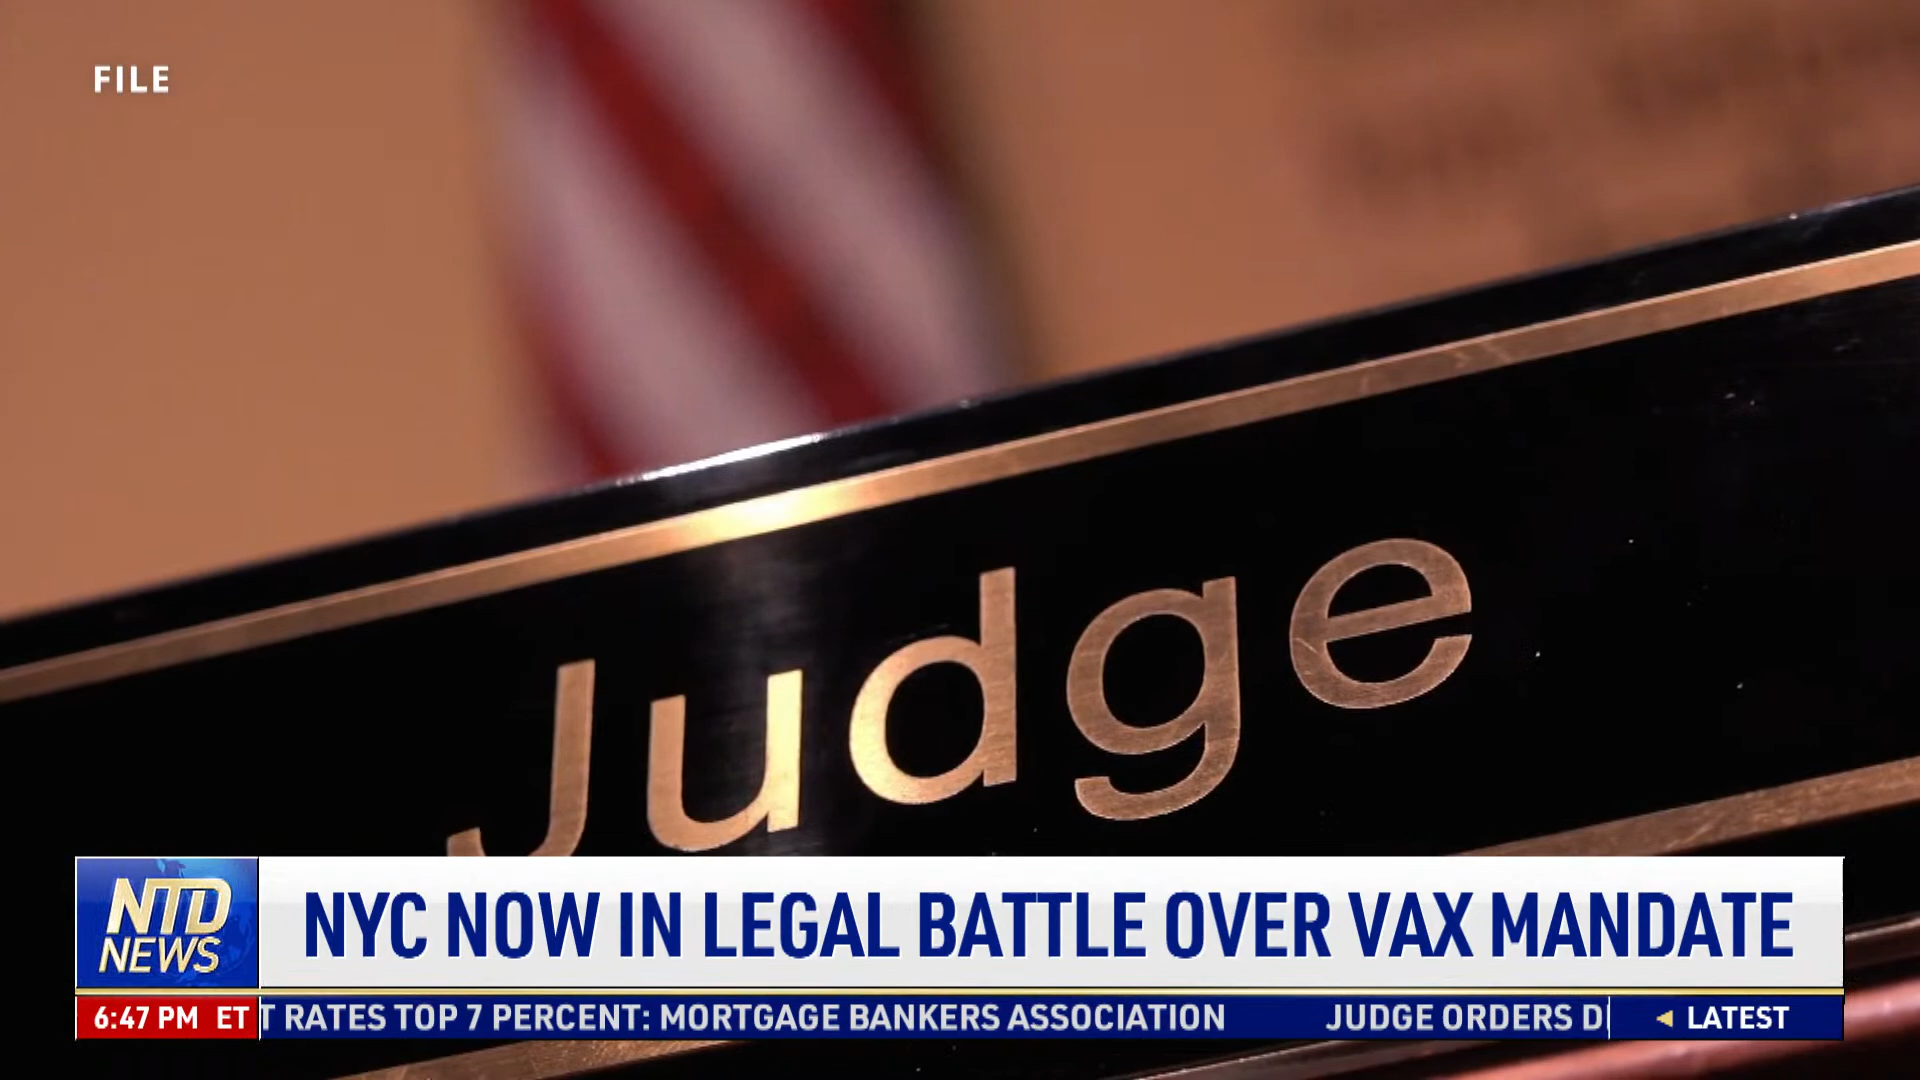 FILE
Judge
NTD
NEWS
NYC NOW IN LEGAL BATTLE OVER VAX MANDATE
6:47 PM ET
RATES TOP 7 PERCENT: MORTGAGE BANKERS ASSOCIATION JUDGE ORDERS
LATEST